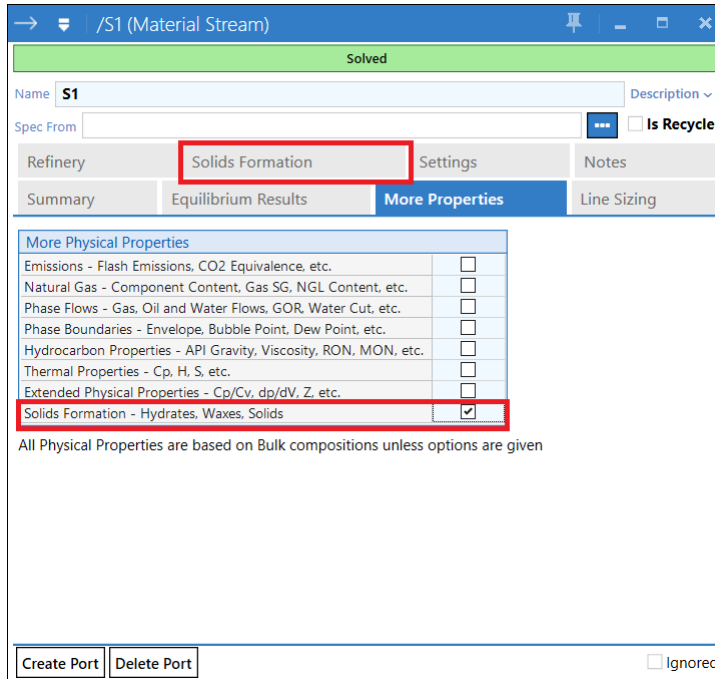 /S1 (Material Stream)
Solved
Name S1 Description
Spec From ... Is Recycle
Refinery Solids Formation Settings Notes
Summary Equilibrium Results More Properties Line Sizing
More Physical Properties
Emissions - Flash Emissions, CO2 Equivalence, etc.
Natural Gas - Component Content, Gas SG, NGL Content, etc.
Phase Flows - Gas, Oil and Water Flows, GOR, Water Cut, etc.
Phase Boundaries - Envelope, Bubble Point, Dew Point, etc.
Hydrocarbon Properties - API Gravity, Viscosity, RON, MON, etc.
Thermal Properties - Cp, H, S, etc.
Extended Physical Properties - Cp/Cv, dp/dV, Z, etc.
Solids Formation - Hydrates, Waxes, Solids
All Physical Properties are based on Bulk compositions unless options are given
Create Port Delete Port Ignored